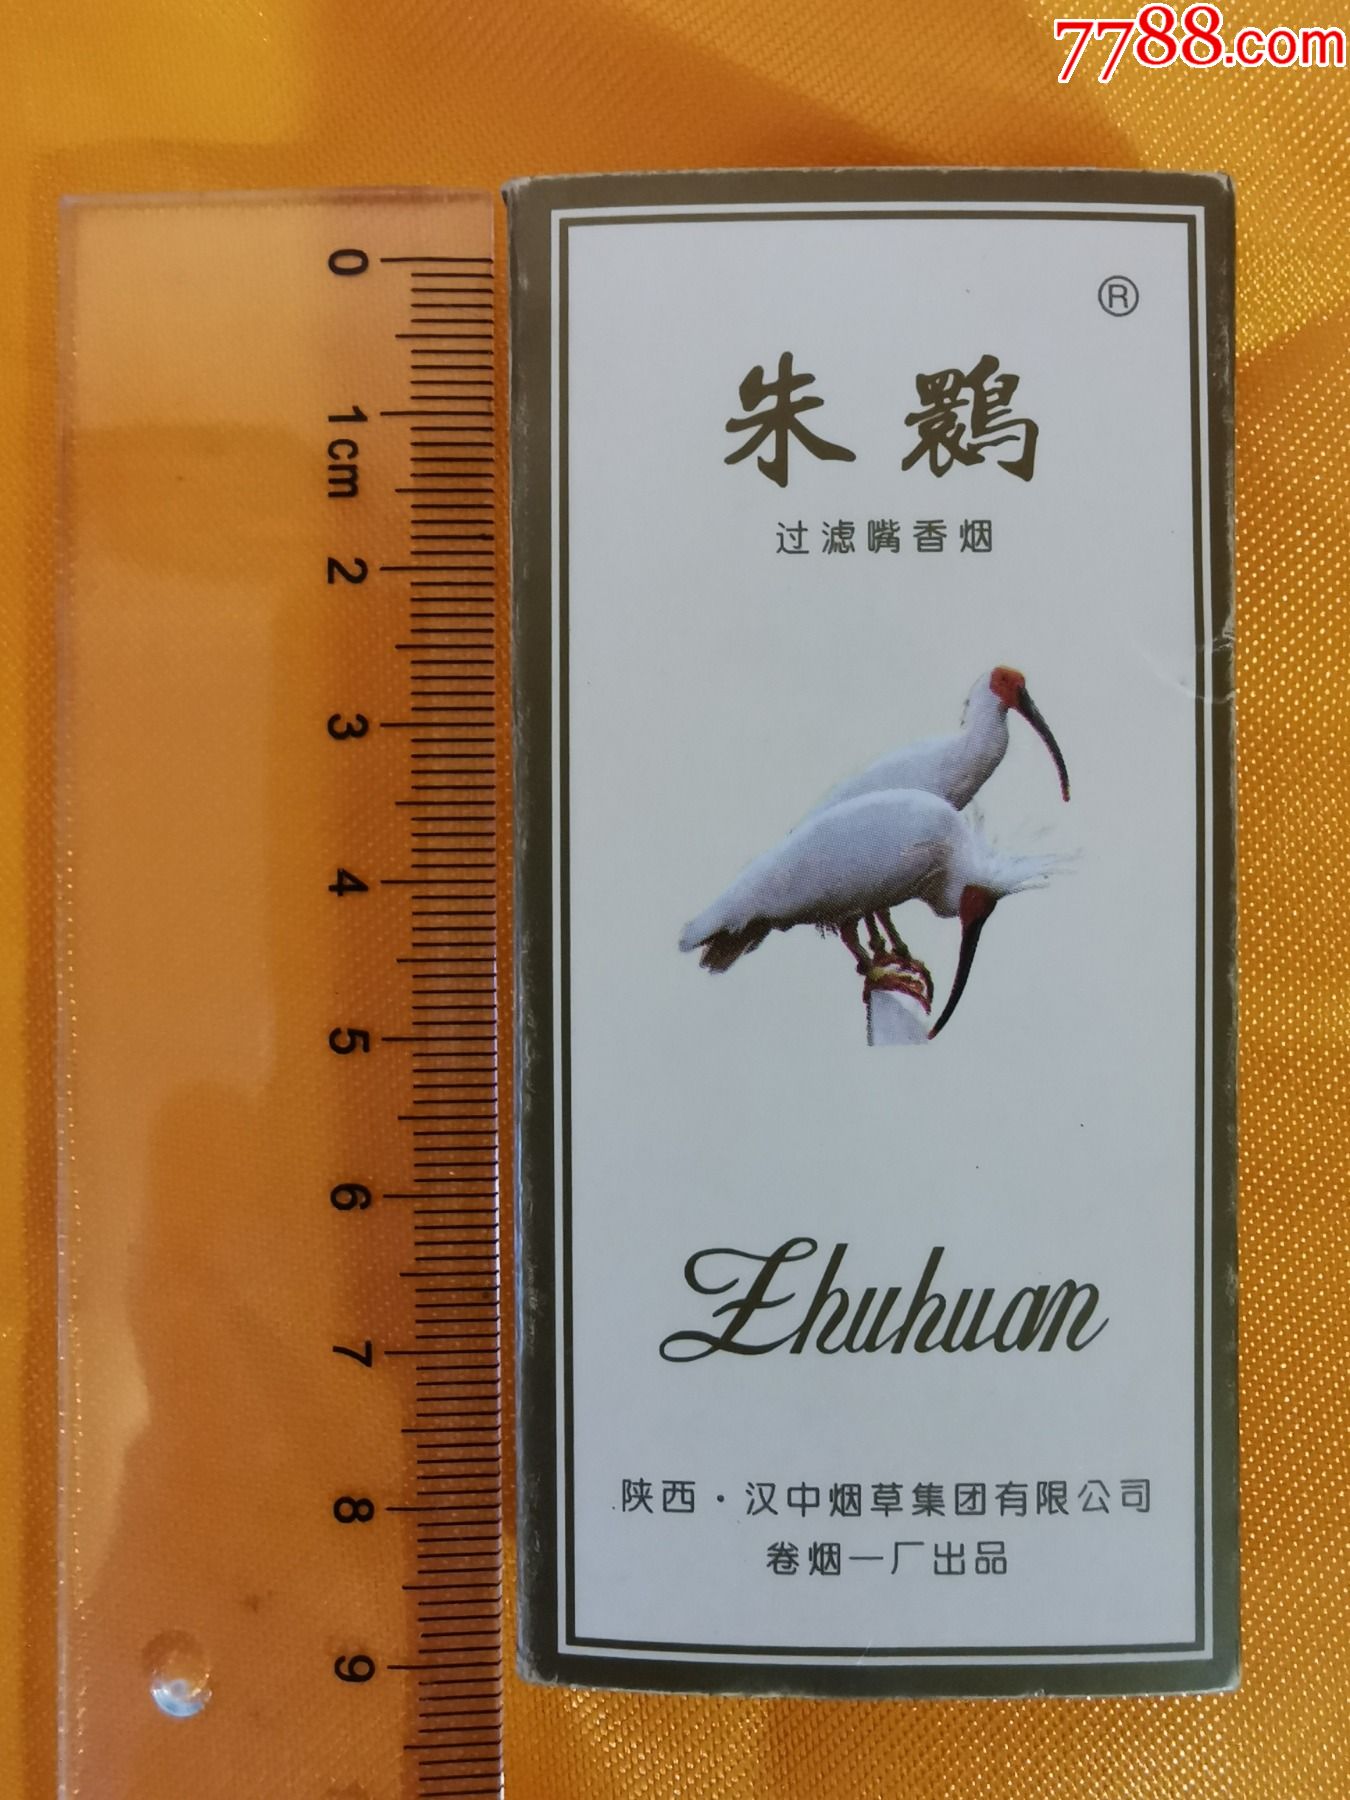 7788.com
®
朱鹮
过滤嘴香烟
Zhuhuan
陕西·汉中烟草集团有限公司
卷烟一厂出品
0
1cm
2
3
4
5
6
7
8
9